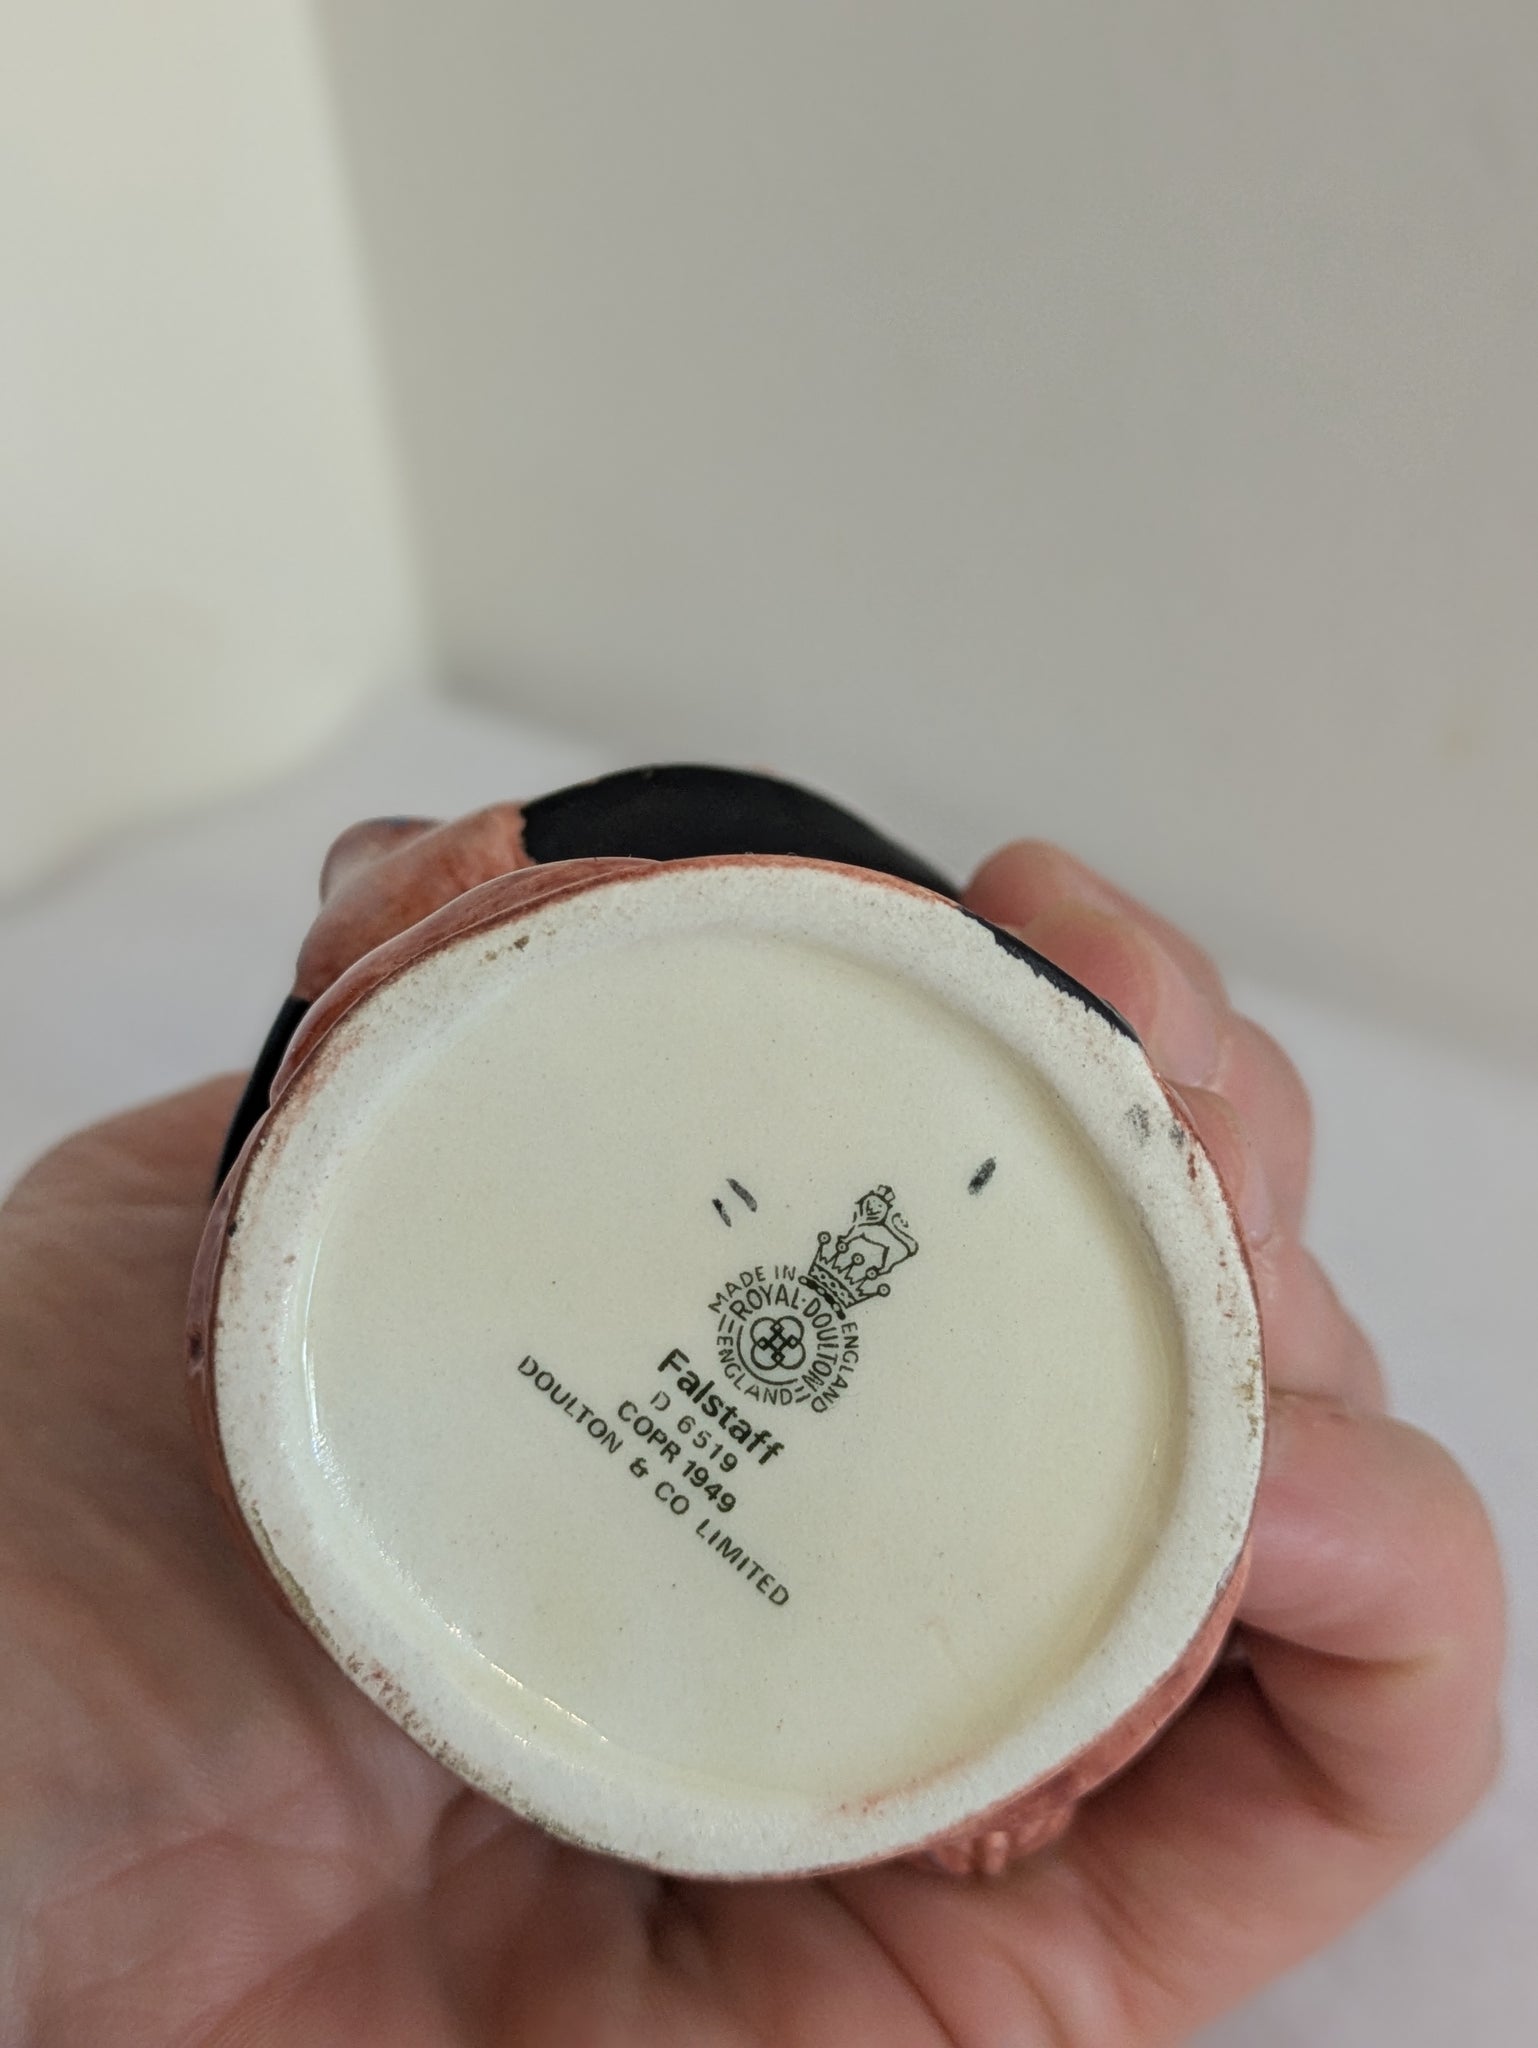 MADE IN ENGLAND
ROYAL·DOULTON
ENGLAND
Falstaff
D 6519
COPR 1949
DOULTON & CO LIMITED